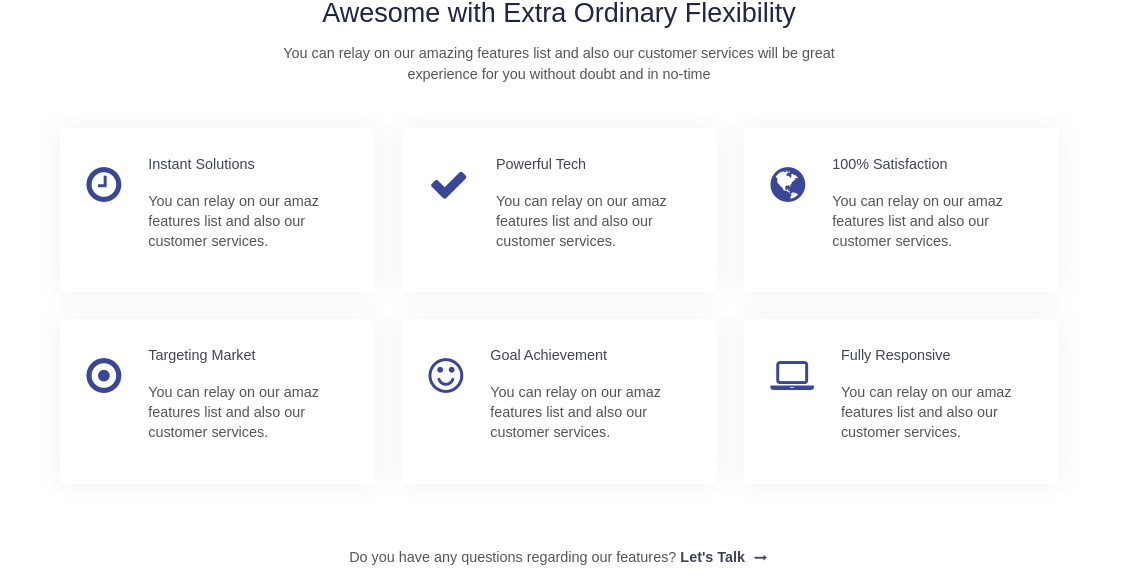 Awesome with Extra Ordinary Flexibility
You can relay on our amazing features list and also our customer services will be great
experience for you without doubt and in no-time
Instant Solutions
You can relay on our amaz
features list and also our
customer services.
Powerful Tech
You can relay on our amaz
features list and also our
customer services.
100% Satisfaction
You can relay on our amaz
features list and also our
customer services.
Targeting Market
You can relay on our amaz
features list and also our
customer services.
Goal Achievement
You can relay on our amaz
features list and also our
customer services.
Fully Responsive
You can relay on our amaz
features list and also our
customer services.
Do you have any questions regarding our features? Let's Talk →